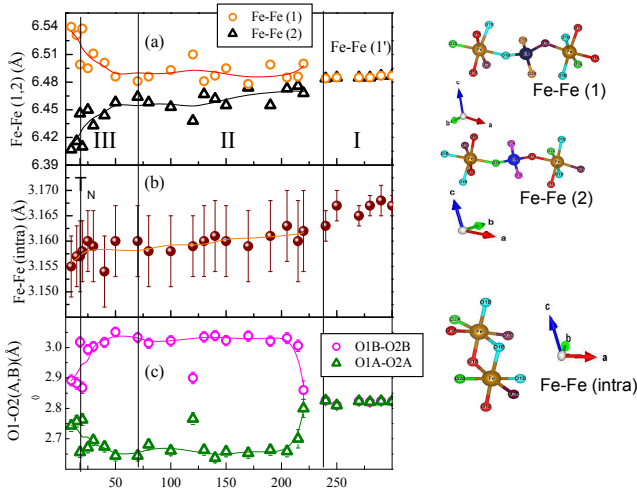 Fe-Fe (1)
Fe-Fe (2)
(a)
Fe-Fe (1')
III
II
I
6.54
6.51
6.48
6.45
6.42
6.39
Fe-Fe (1,2) (Å)
T
N
(b)
3.170
3.165
3.160
3.155
3.150
Fe-Fe (intra) (Å)
O1B-O2B
O1A-O2A
(c)
3.0
2.9
2.8
2.7
2.6
O1-O2(A,B)(Å)
0
50
100
150
200
250
Fe-Fe (1)
c
b
a
Fe-Fe (2)
c
b
a
c
b
a
Fe-Fe (intra)